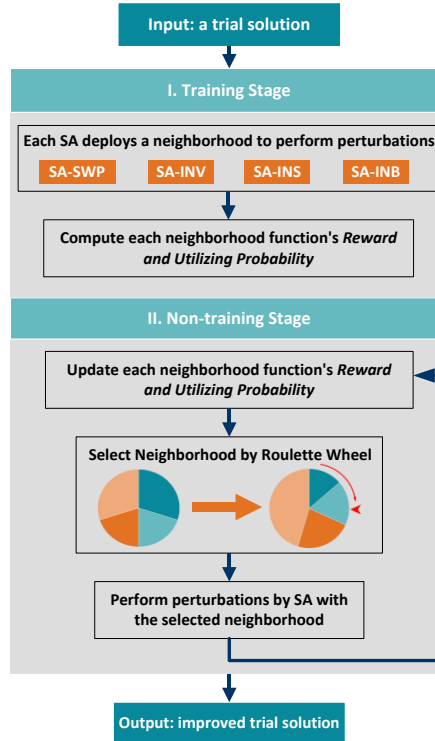 Input: a trial solution
I. Training Stage
Each SA deploys a neighborhood to perform perturbations
SA-SWP SA-INV SA-INS SA-INB
Compute each neighborhood function's Reward
and Utilizing Probability
II. Non-training Stage
Update each neighborhood function's Reward
and Utilizing Probability
Select Neighborhood by Roulette Wheel
Perform perturbations by SA with
the selected neighborhood
Output: improved trial solution